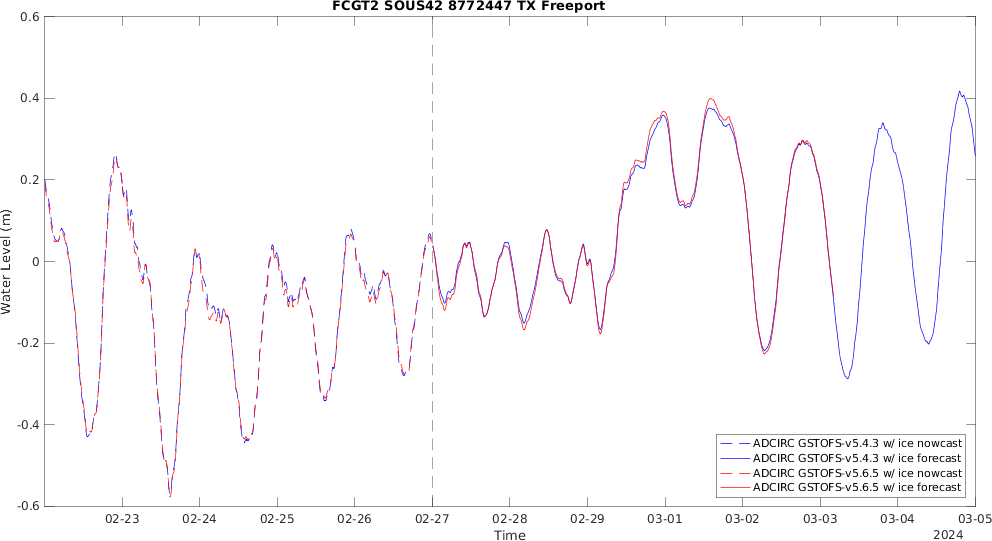 FCGT2 SOUS42 8772447 TX Freeport
0.6
0.4
0.2
0
-0.2
-0.4
-0.6
Water Level (m)
ADCIRC GSTOFS-v5.4.3 w/ ice nowcast
ADCIRC GSTOFS-v5.4.3 w/ ice forecast
ADCIRC GSTOFS-v5.6.5 w/ ice nowcast
ADCIRC GSTOFS-v5.6.5 w/ ice forecast
02-23 02-24 02-25 02-26 02-27 02-28 02-29 03-01 03-02 03-03 03-04 03-05
Time
2024